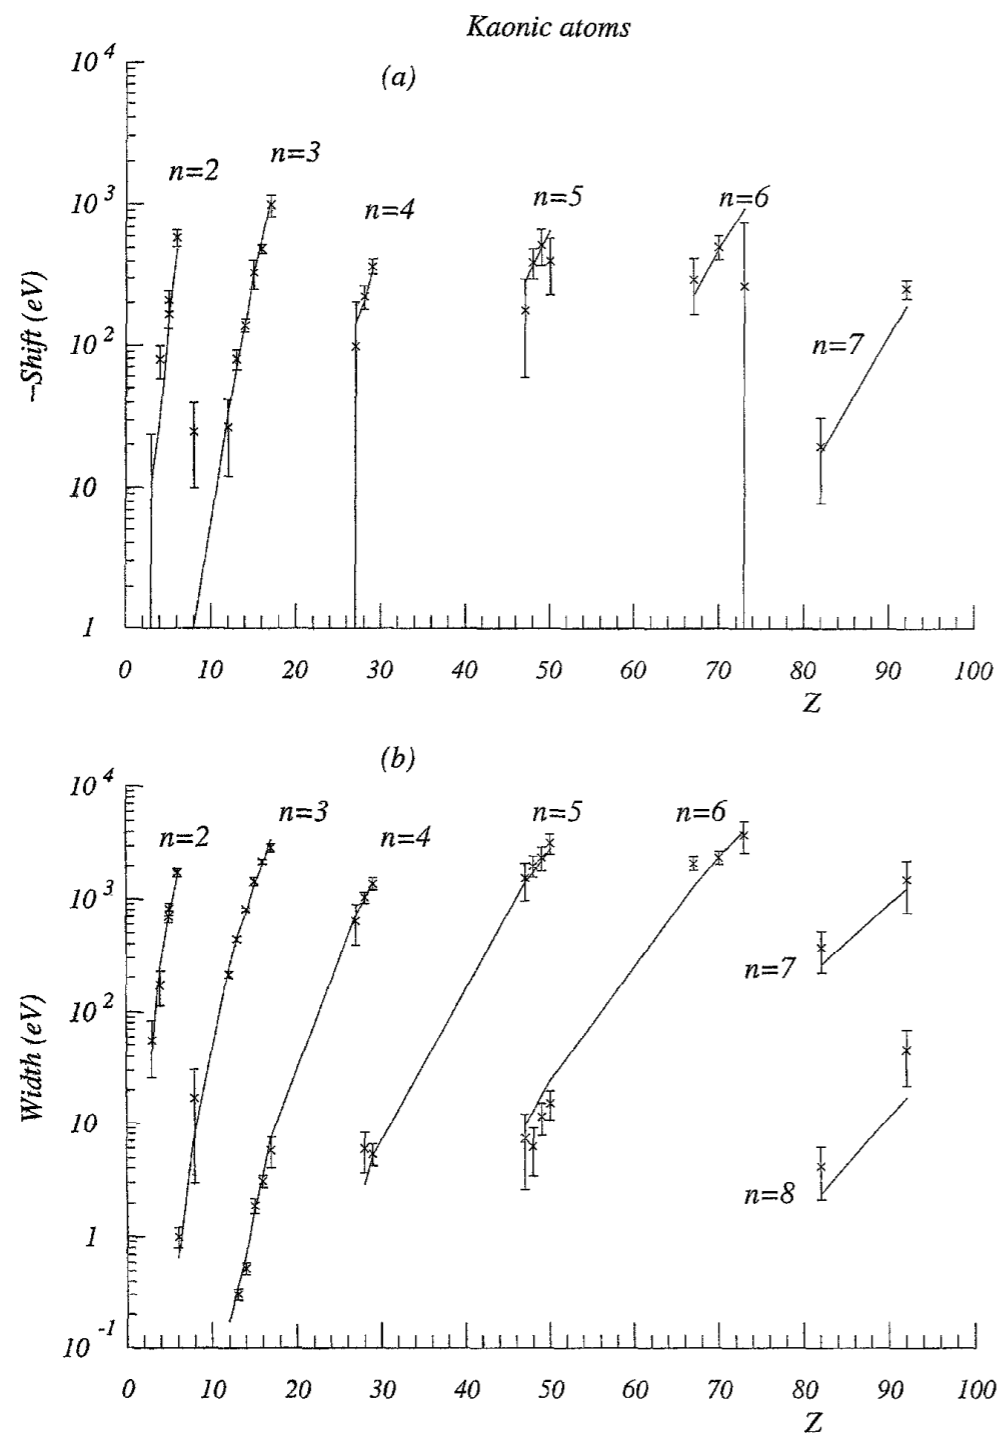 Kaonic atoms
(a)
10^4
10^3
10^2
10
1
−Shift (eV)
n=2
n=3
n=4
n=5
n=6
n=7
0 10 20 30 40 50 60 70 80 90 100
Z
(b)
10^4
10^3
10^2
10
1
10^-1
Width (eV)
n=2
n=3
n=4
n=5
n=6
n=7
n=8
0 10 20 30 40 50 60 70 80 90 100
Z